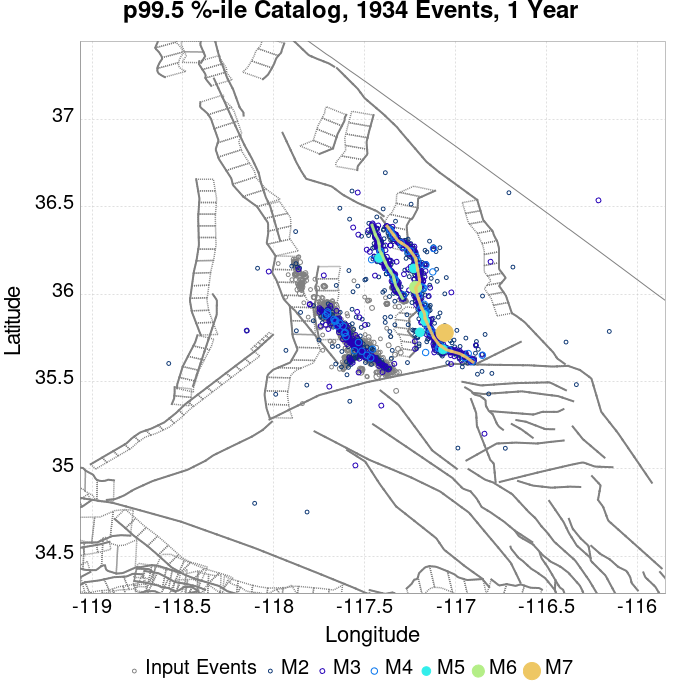 p99.5 %-ile Catalog, 1934 Events, 1 Year
37
36.5
36
35.5
35
34.5
Latitude
-119 -118.5 -118 -117.5 -117 -116.5 -116
Longitude
Input Events M2 M3 M4 M5 M6 M7